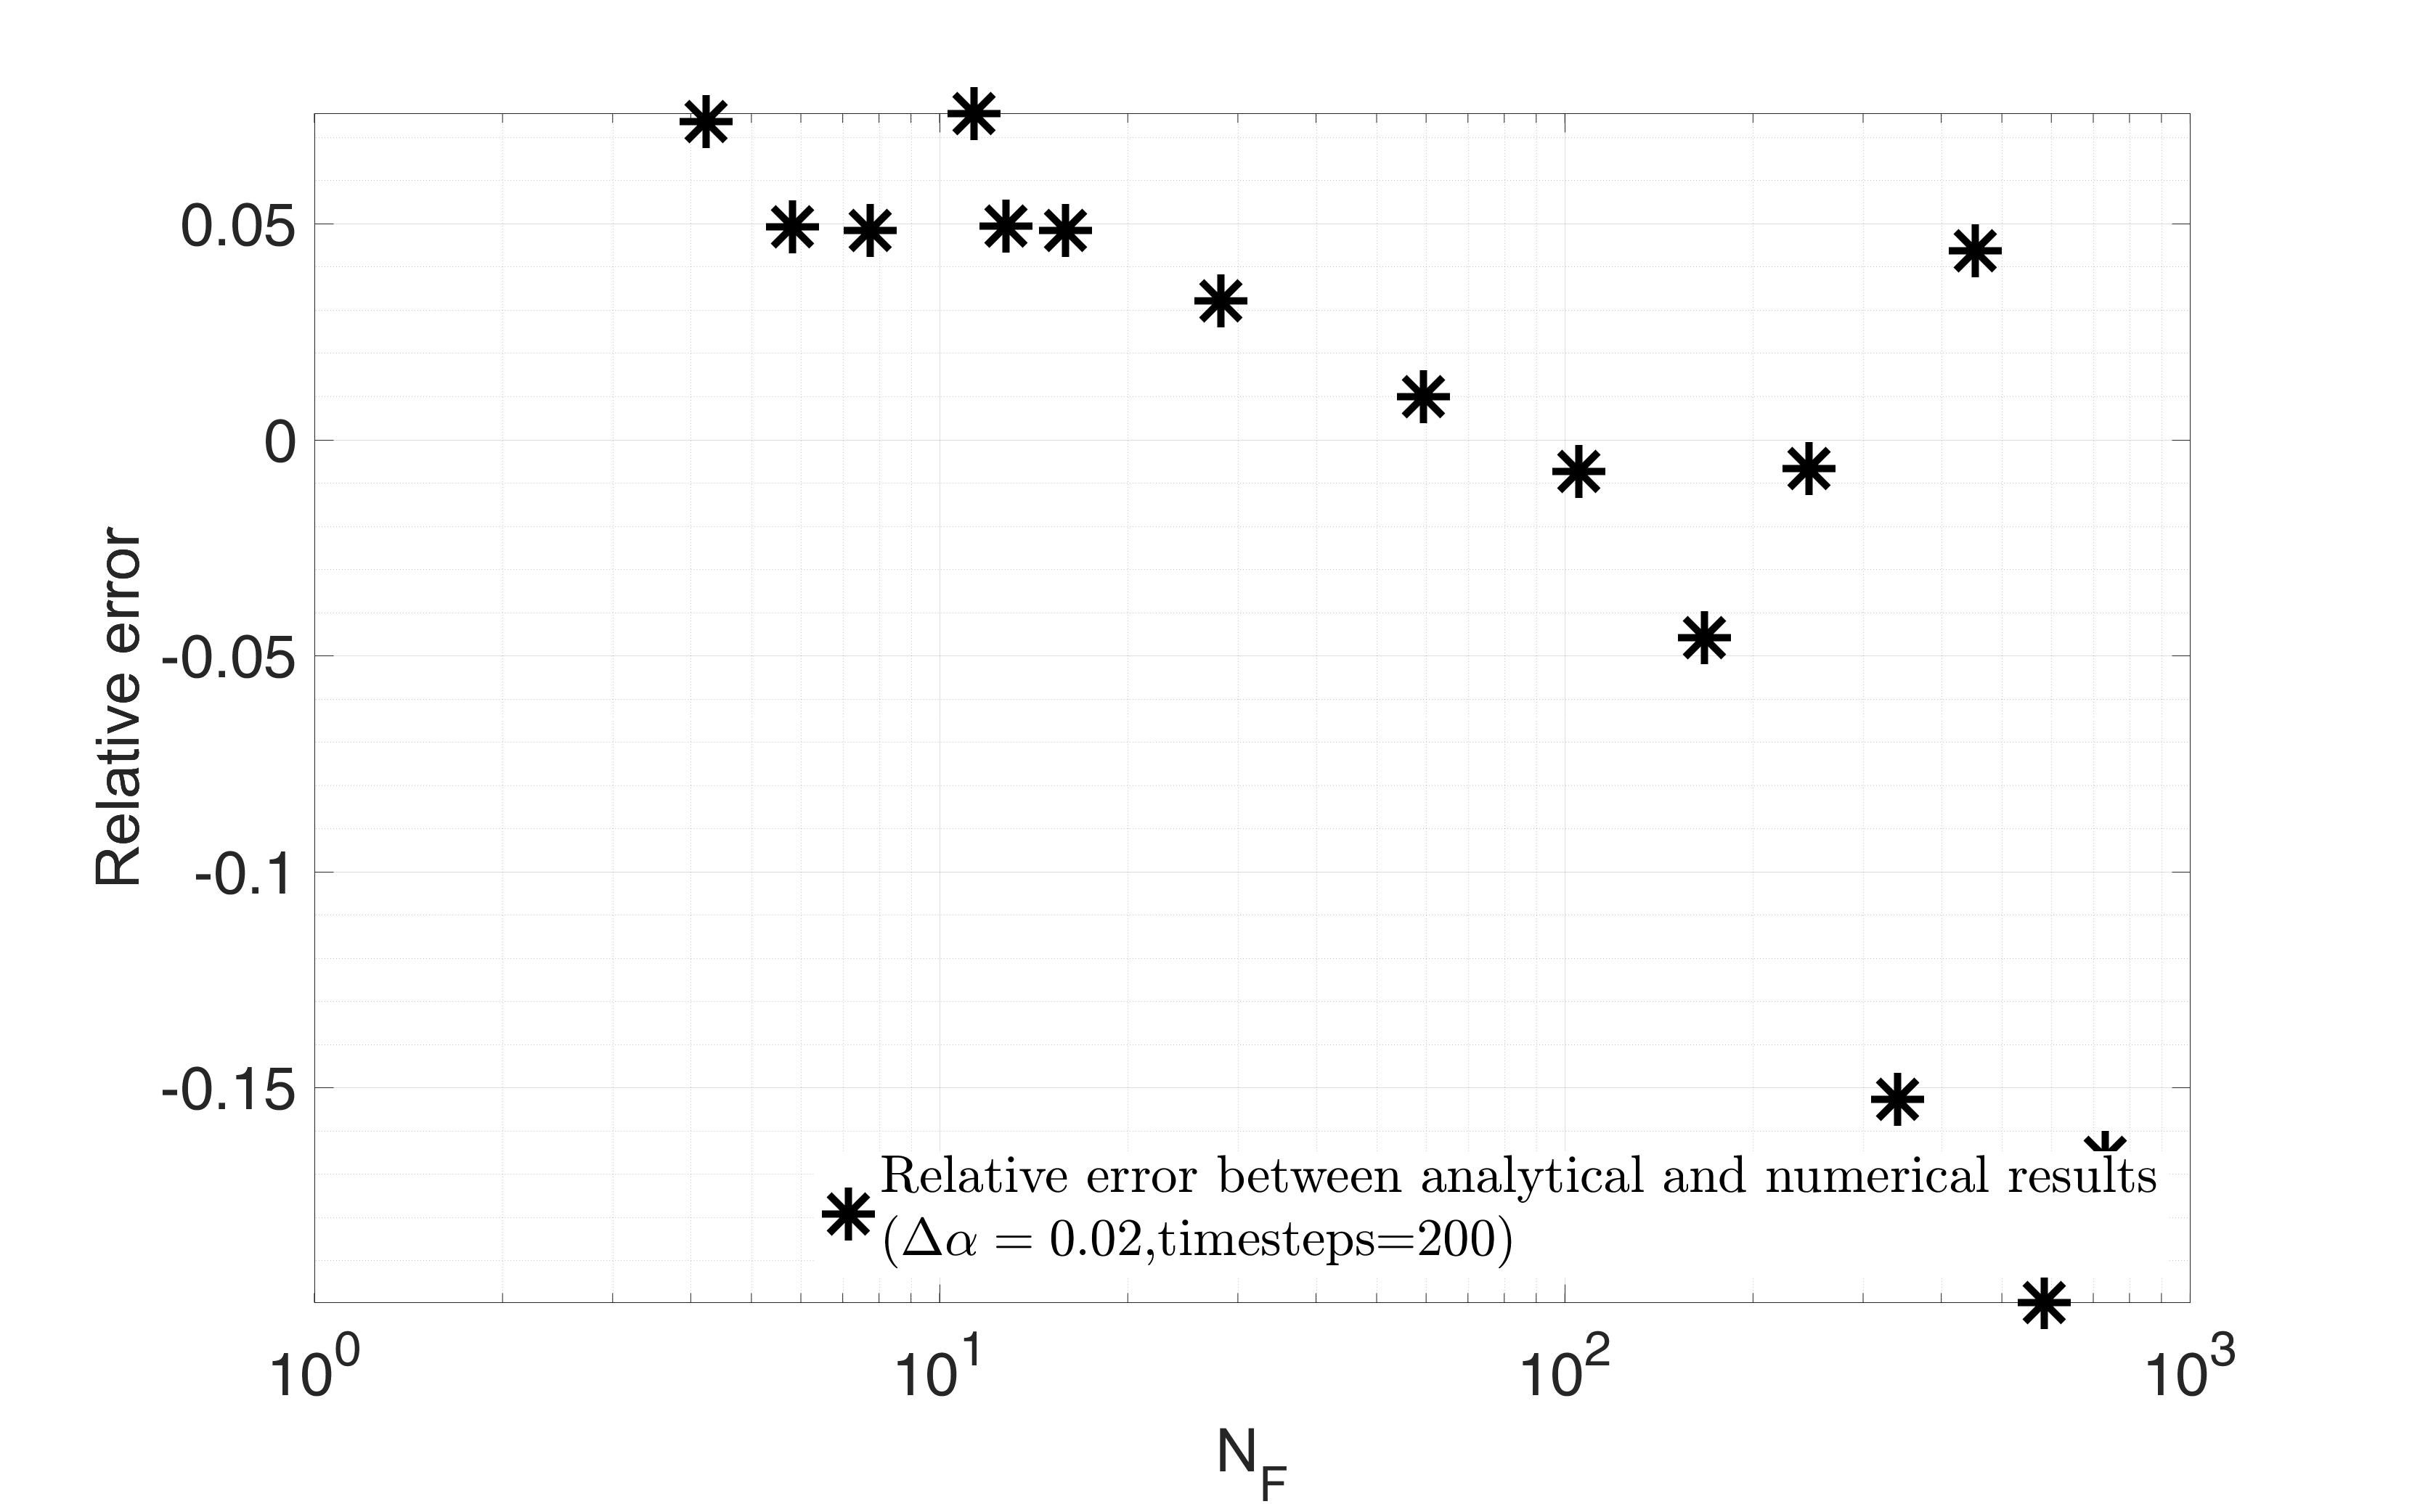 0.05
0
-0.05
-0.1
-0.15
Relative error
Relative error between analytical and numerical results
(Δα = 0.02,timesteps=200)
10^0
10^1
10^2
10^3
N_F